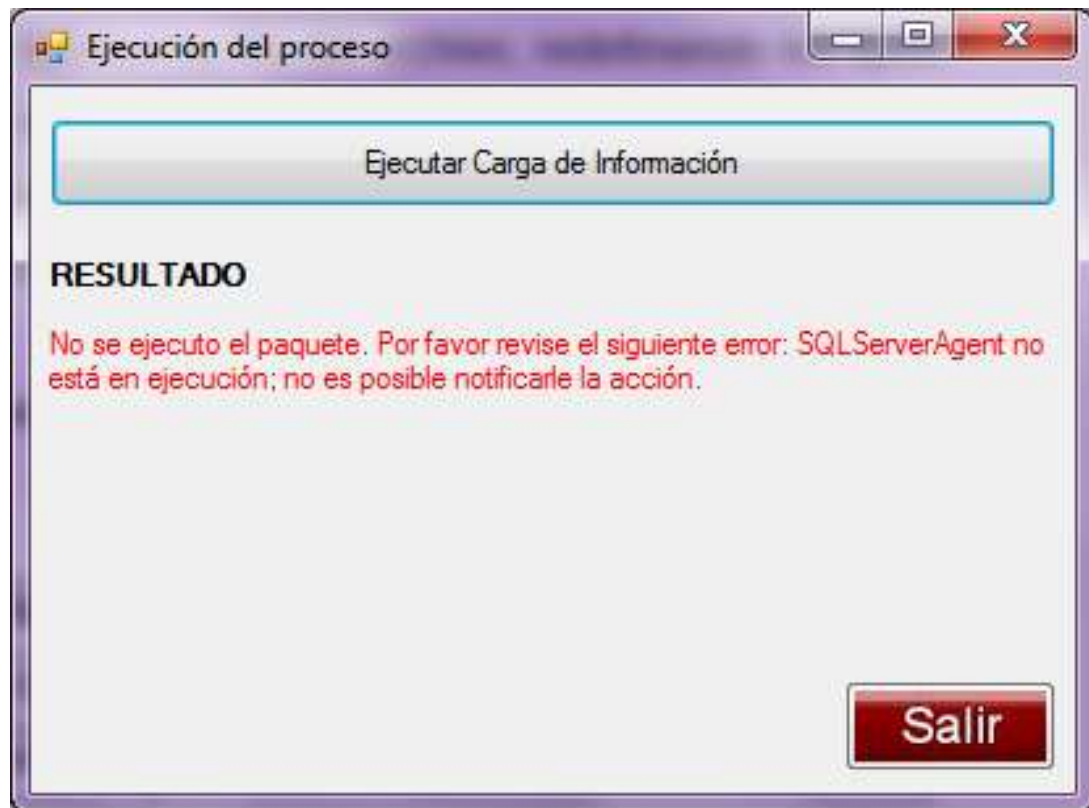 Ejecución del proceso
Ejecutar Carga de Información
RESULTADO
No se ejecuto el paquete. Por favor revise el siguiente error: SQLServerAgent no
está en ejecución; no es posible notificarle la acción.
Salir